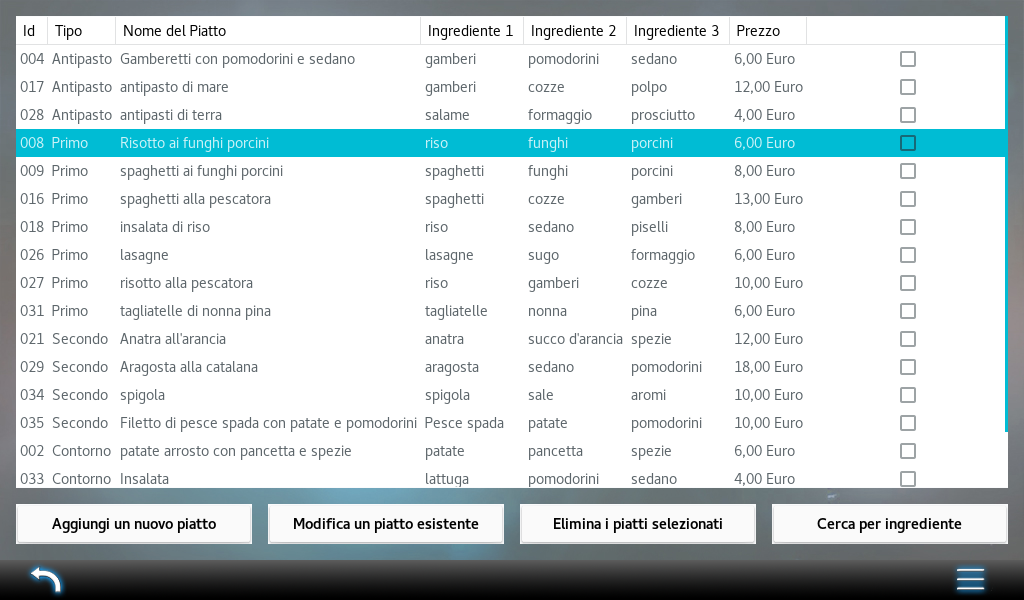 Id Tipo Nome del Piatto Ingrediente 1 Ingrediente 2 Ingrediente 3 Prezzo
004 Antipasto Gamberetti con pomodorini e sedano gamberi pomodorini sedano 6,00 Euro
017 Antipasto antipasto di mare gamberi cozze polpo 12,00 Euro
028 Antipasto antipasti di terra salame formaggio prosciutto 4,00 Euro
008 Primo Risotto ai funghi porcini riso funghi porcini 6,00 Euro
009 Primo spaghetti ai funghi porcini spaghetti funghi porcini 8,00 Euro
016 Primo spaghetti alla pescatora spaghetti cozze gamberi 13,00 Euro
018 Primo insalata di riso riso sedano piselli 8,00 Euro
026 Primo lasagne lasagne sugo formaggio 6,00 Euro
027 Primo risotto alla pescatora riso gamberi cozze 10,00 Euro
031 Primo tagliatelle di nonna pina tagliatelle nonna pina 6,00 Euro
021 Secondo Anatra all'arancia anatra succo d'arancia spezie 12,00 Euro
029 Secondo Aragosta alla catalana aragosta sedano pomodorini 18,00 Euro
034 Secondo spigola spigola sale aromi 10,00 Euro
035 Secondo Filetto di pesce spada con patate e pomodorini Pesce spada patate pomodorini 10,00 Euro
002 Contorno patate arrosto con pancetta e spezie patate pancetta spezie 6,00 Euro
033 Contorno Insalata lattuga pomodorini sedano 4,00 Euro
Aggiungi un nuovo piatto Modifica un piatto esistente Elimina i piatti selezionati Cerca per ingrediente